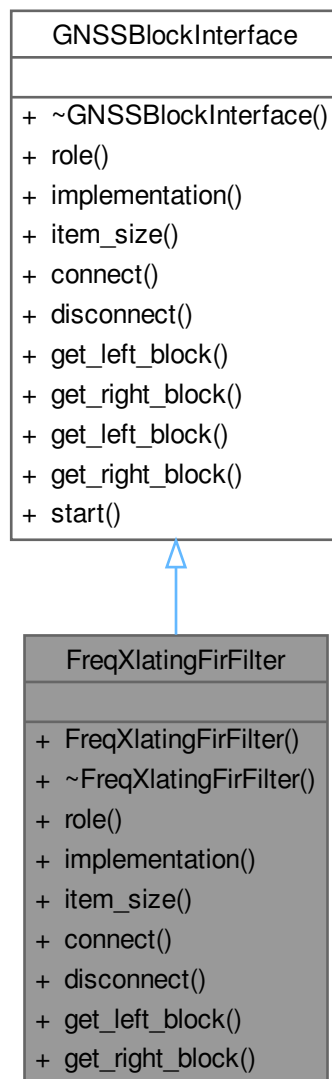 GNSSBlockInterface
+ ~GNSSBlockInterface()
+ role()
+ implementation()
+ item_size()
+ connect()
+ disconnect()
+ get_left_block()
+ get_right_block()
+ get_left_block()
+ get_right_block()
+ start()
FreqXlatingFirFilter
+ FreqXlatingFirFilter()
+ ~FreqXlatingFirFilter()
+ role()
+ implementation()
+ item_size()
+ connect()
+ disconnect()
+ get_left_block()
+ get_right_block()